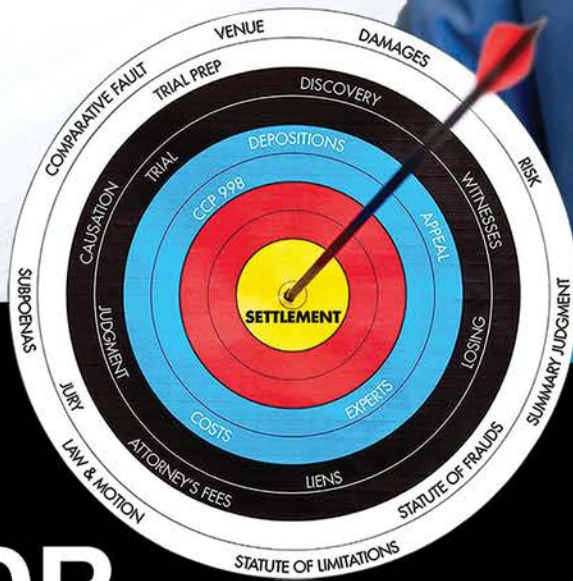 VENUE
DAMAGES
RISK
SUMMARY JUDGMENT
STATUTE OF LIMITATIONS
LAW & MOTION
SUBPOENAS
COMPARATIVE FAULT
TRIAL PREP
STATUTE OF FRAUDS
JURY
DISCOVERY
WITNESSES
LOSING
LIENS
ATTORNEY'S FEES
JUDGMENT
CAUSATION
TRIAL
DEPOSITIONS
APPEAL
EXPERTS
COSTS
CCP 998
SETTLEMENT